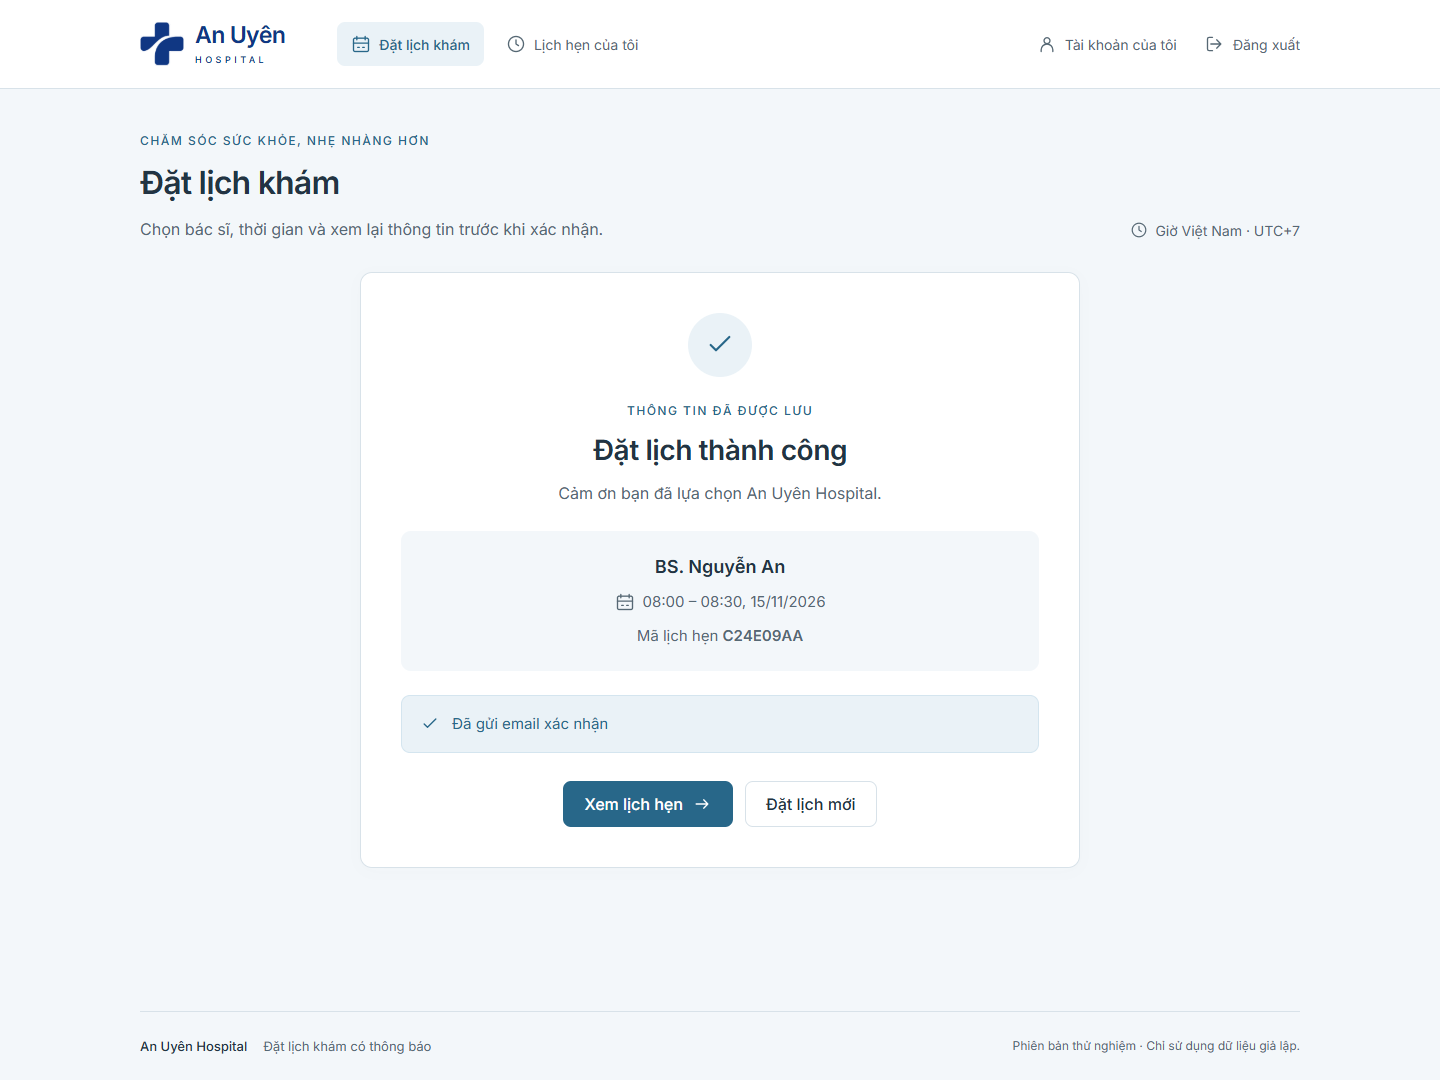 An Uyên
HOSPITAL
Đặt lịch khám
Lịch hẹn của tôi
Tài khoản của tôi
Đăng xuất
CHĂM SÓC SỨC KHỎE, NHẸ NHÀNG HƠN
Đặt lịch khám
Chọn bác sĩ, thời gian và xem lại thông tin trước khi xác nhận.
Giờ Việt Nam · UTC+7
THÔNG TIN ĐÃ ĐƯỢC LƯU
Đặt lịch thành công
Cảm ơn bạn đã lựa chọn An Uyên Hospital.
BS. Nguyễn An
08:00 – 08:30, 15/11/2026
Mã lịch hẹn C24E09AA
Đã gửi email xác nhận
Xem lịch hẹn
Đặt lịch mới
An Uyên Hospital
Đặt lịch khám có thông báo
Phiên bản thử nghiệm · Chỉ sử dụng dữ liệu giả lập.